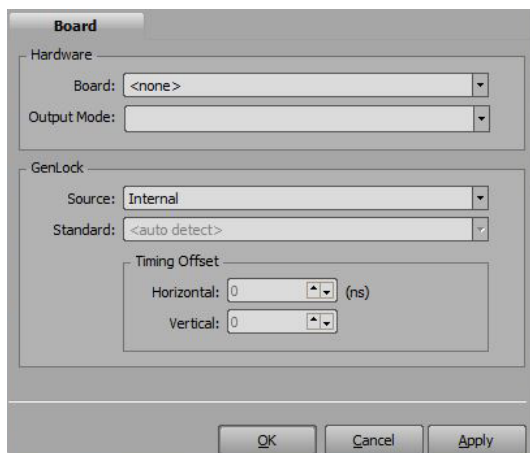 Board
Hardware
Board: <none>
Output Mode:
GenLock
Source: Internal
Standard: <auto detect>
Timing Offset
Horizontal: 0 (ns)
Vertical: 0
OK Cancel Apply